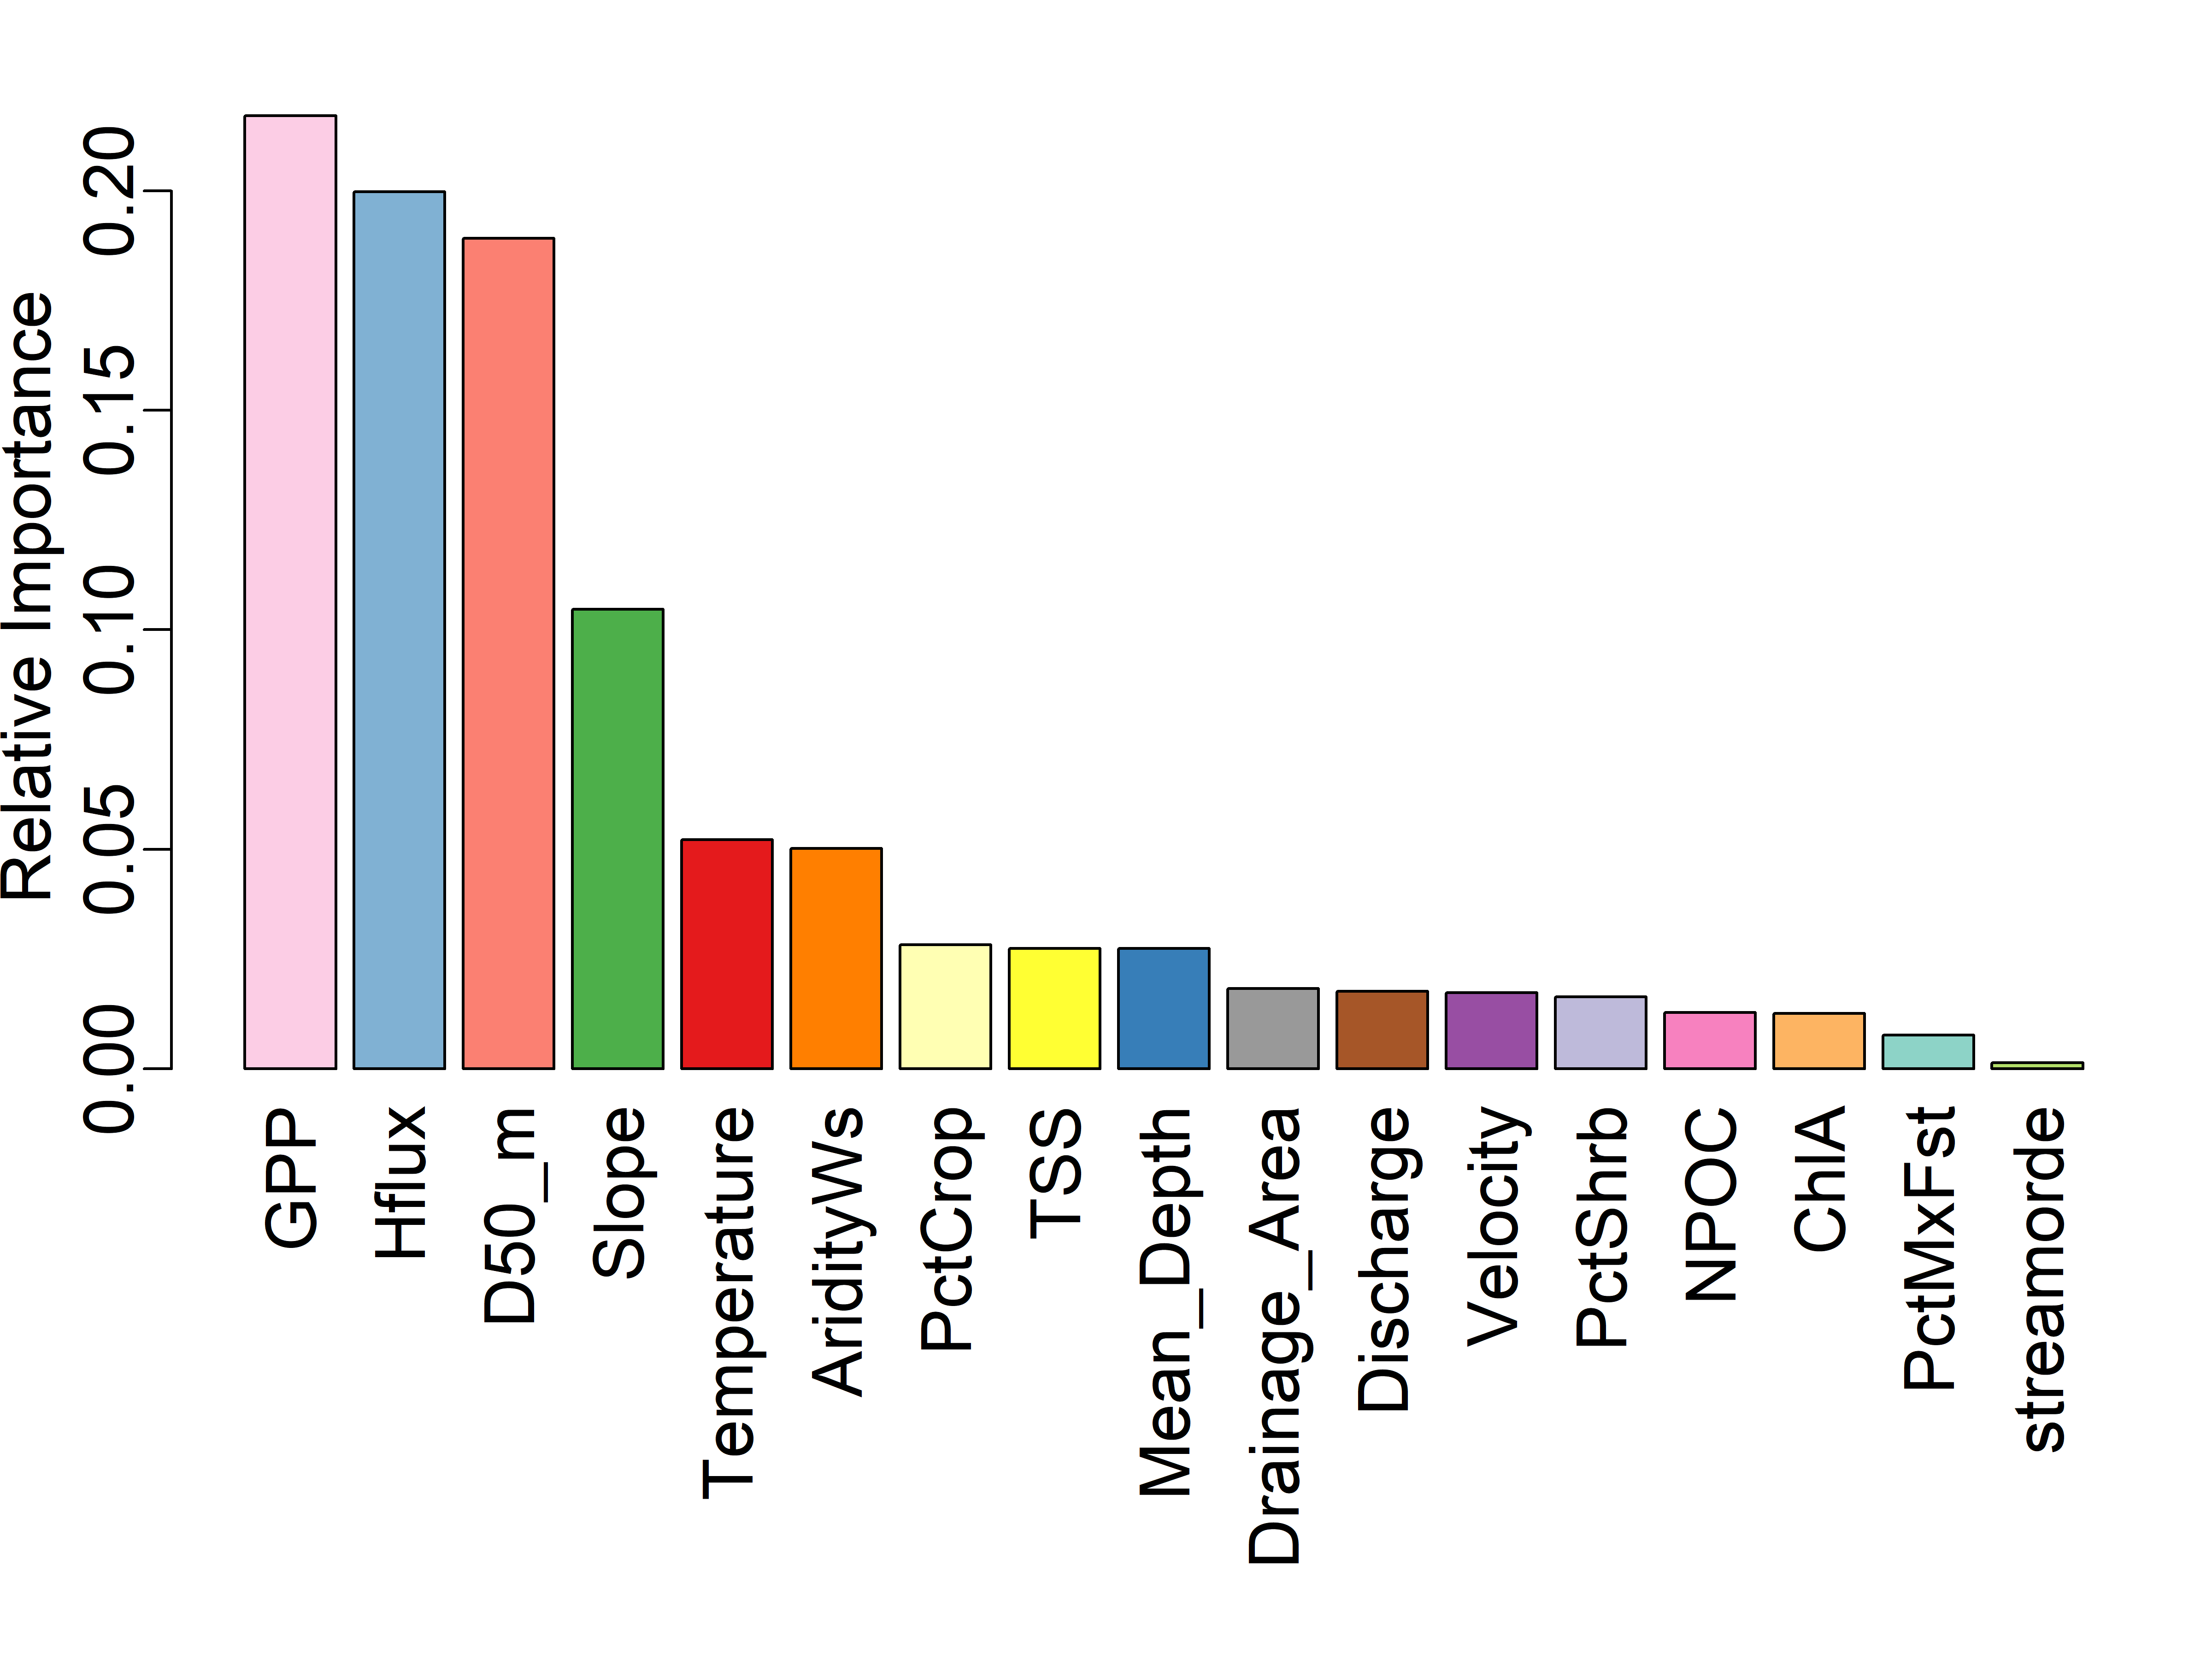 Relative Importance
0.20
0.15
0.10
0.05
0.00
GPP
Hflux
D50_m
Slope
Temperature
AridityWs
PctCrop
TSS
Mean_Depth
Drainage_Area
Discharge
Velocity
PctShrb
NPOC
ChlA
PctMxFst
streamorde